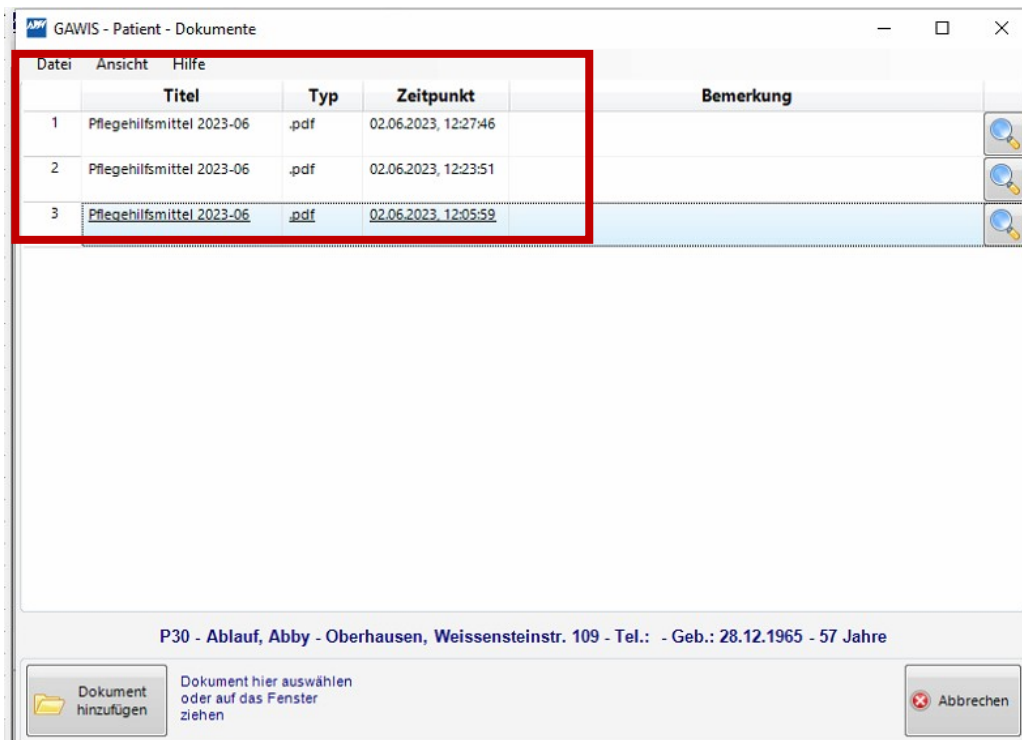 GAWIS - Patient - Dokumente
Datei Ansicht Hilfe
Titel Typ Zeitpunkt Bemerkung
1 Pflegehilfsmittel 2023-06 .pdf 02.06.2023, 12:27:46
2 Pflegehilfsmittel 2023-06 .pdf 02.06.2023, 12:23:51
3 Pflegehilfsmittel 2023-06 .pdf 02.06.2023, 12:05:59
P30 - Ablauf, Abby - Oberhausen, Weissensteinstr. 109 - Tel.: - Geb.: 28.12.1965 - 57 Jahre
Dokument
hinzufügen
Dokument hier auswählen
oder auf das Fenster
ziehen
Abbrechen